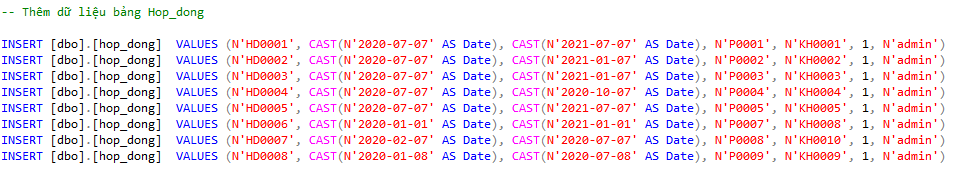 -- Thêm dữ liệu bảng Hop_dong
INSERT [dbo].[hop_dong]  VALUES (N'HD0001', CAST(N'2020-07-07' AS Date), CAST(N'2021-07-07' AS Date), N'P0001', N'KH0001', 1, N'admin')
INSERT [dbo].[hop_dong]  VALUES (N'HD0002', CAST(N'2020-07-07' AS Date), CAST(N'2021-01-07' AS Date), N'P0002', N'KH0002', 1, N'admin')
INSERT [dbo].[hop_dong]  VALUES (N'HD0003', CAST(N'2020-07-07' AS Date), CAST(N'2021-01-07' AS Date), N'P0003', N'KH0003', 1, N'admin')
INSERT [dbo].[hop_dong]  VALUES (N'HD0004', CAST(N'2020-07-07' AS Date), CAST(N'2020-10-07' AS Date), N'P0004', N'KH0004', 1, N'admin')
INSERT [dbo].[hop_dong]  VALUES (N'HD0005', CAST(N'2020-07-07' AS Date), CAST(N'2021-07-07' AS Date), N'P0005', N'KH0005', 1, N'admin')
INSERT [dbo].[hop_dong]  VALUES (N'HD0006', CAST(N'2020-01-01' AS Date), CAST(N'2021-01-01' AS Date), N'P0007', N'KH0008', 1, N'admin')
INSERT [dbo].[hop_dong]  VALUES (N'HD0007', CAST(N'2020-02-07' AS Date), CAST(N'2020-07-07' AS Date), N'P0008', N'KH0010', 1, N'admin')
INSERT [dbo].[hop_dong]  VALUES (N'HD0008', CAST(N'2020-01-08' AS Date), CAST(N'2020-07-08' AS Date), N'P0009', N'KH0009', 1, N'admin')